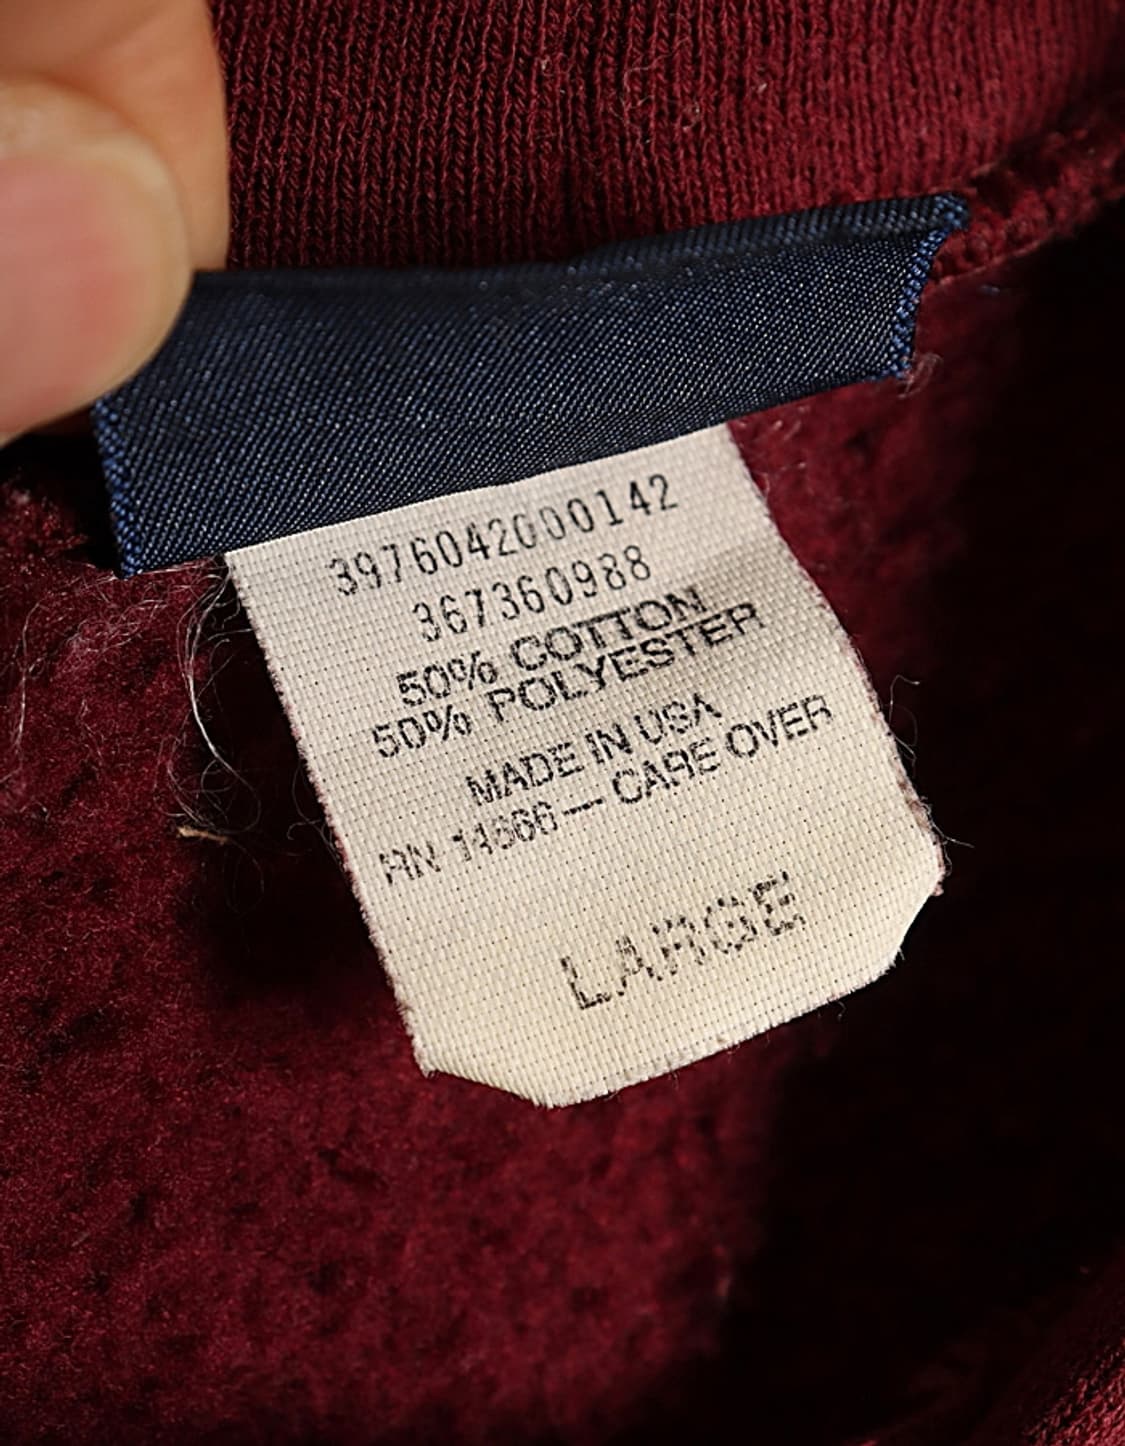 3976042000142
367360988
50% COTTON
50% POLYESTER
MADE IN USA
RN 14666 — CARE OVER
LARGE